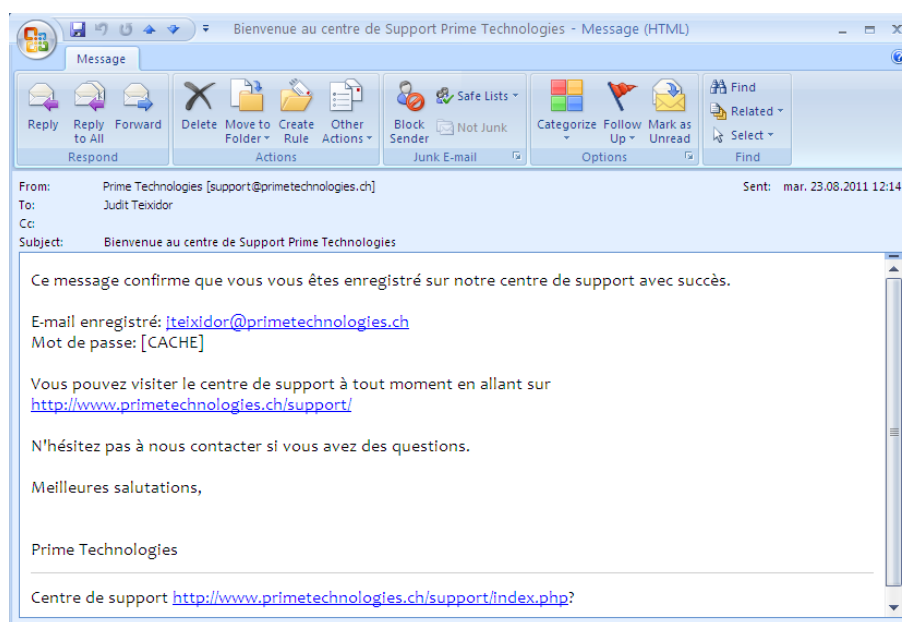 Bienvenue au centre de Support Prime Technologies - Message (HTML)
Message
Reply
Reply to All
Forward
Respond
Delete
Move to Folder
Create Rule
Other Actions
Actions
Block Sender
Safe Lists
Not Junk
Junk E-mail
Categorize
Follow Up
Mark as Unread
Options
Find
Related
Select
Find
From: Prime Technologies [support@primetechnologies.ch] Sent: mar. 23.08.2011 12:14
To: Judit Teixidor
Cc:
Subject: Bienvenue au centre de Support Prime Technologies
Ce message confirme que vous vous êtes enregistré sur notre centre de support avec succès.
E-mail enregistré: jteixidor@primetechnologies.ch
Mot de passe: [CACHE]
Vous pouvez visiter le centre de support à tout moment en allant sur
http://www.primetechnologies.ch/support/
N'hésitez pas à nous contacter si vous avez des questions.
Meilleures salutations,
Prime Technologies
Centre de support http://www.primetechnologies.ch/support/index.php?